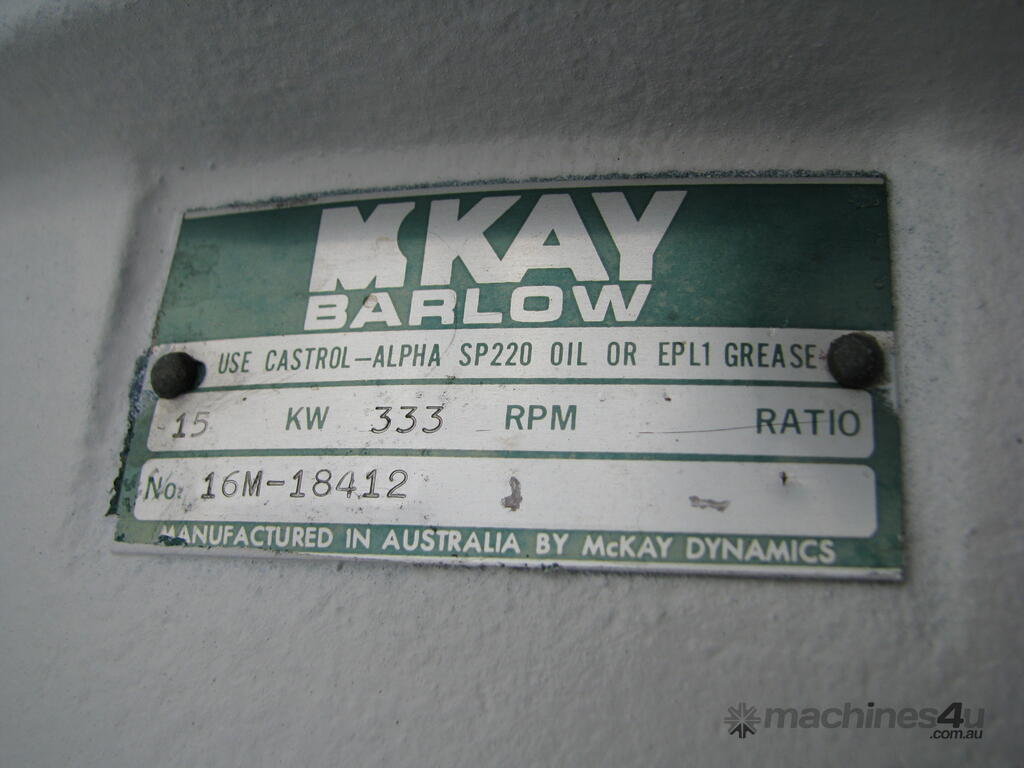 McKAY
BARLOW
USE CASTROL-ALPHA SP220 OIL OR EPL1 GREASE
15 KW 333 RPM RATIO
No. 16M-18412
MANUFACTURED IN AUSTRALIA BY McKAY DYNAMICS
machines4u
.com.au